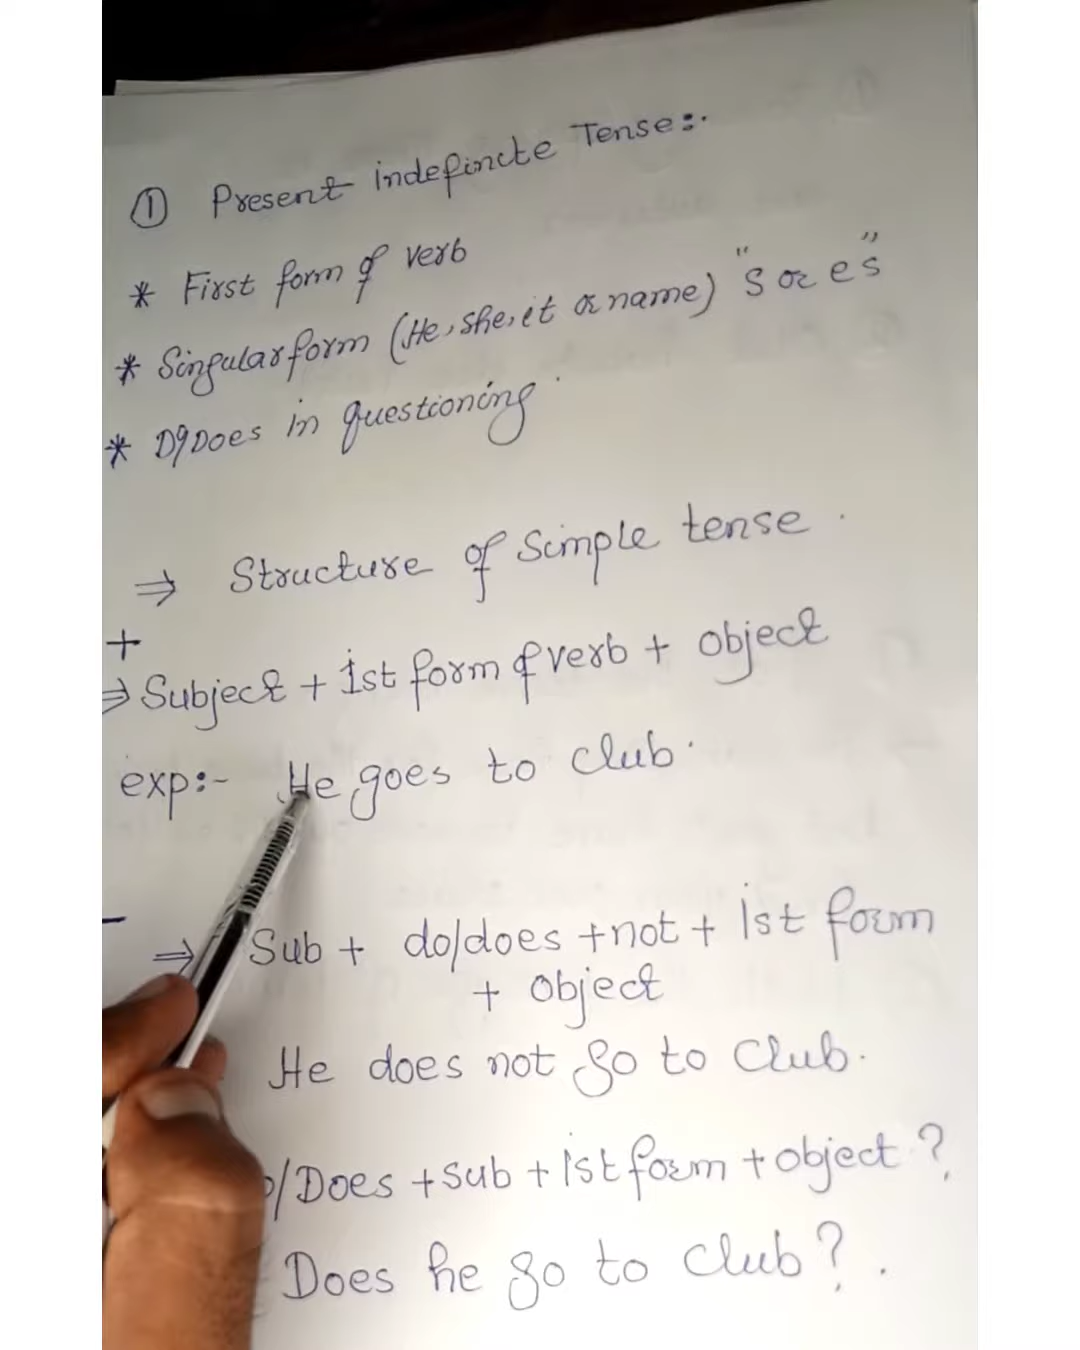 ① Present indefincte Tense:-
* First form of verb
* Singular form (He, she, it or name) "s or es"
* Do/Does in questioning
⇒ Structure of Simple tense.
+
⇒ Subject + 1st form of verb + object
exp:- He goes to club.
-
⇒ Sub + do/does + not + 1st form
+ object
He does not go to club.
/Does + sub + 1st form + object ?
Does he go to club ?.